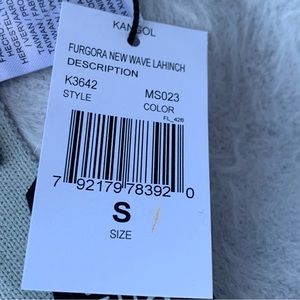 KANGOL
FURGORA NEW WAVE LAHINCH
DESCRIPTION
K3642 MS023
STYLE COLOR
FL_426
7 92179 78392 0
S
SIZE